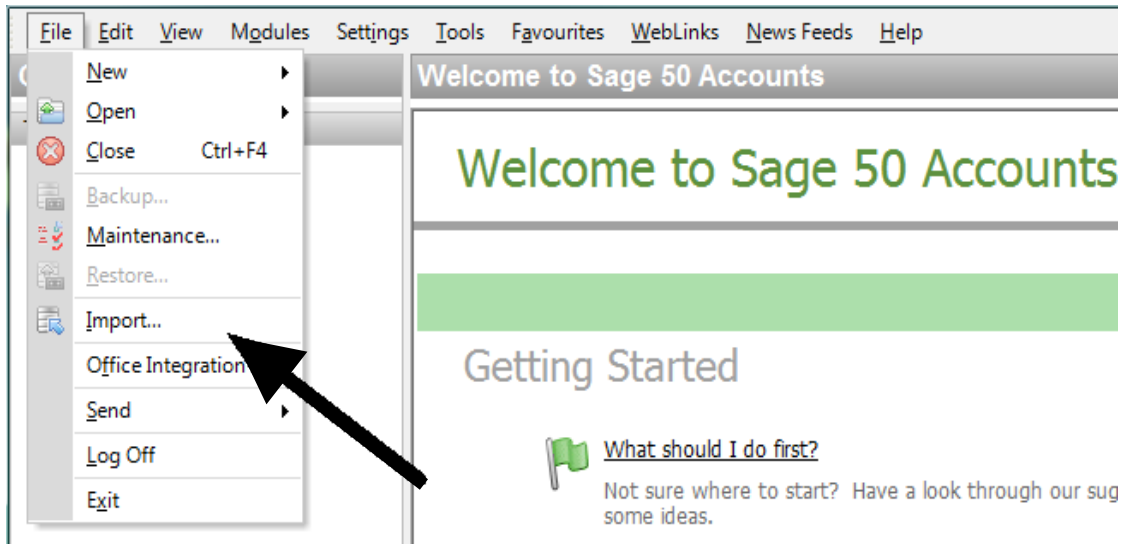 File Edit View Modules Settings Tools Favourites WebLinks News Feeds Help
New
Open
Close Ctrl+F4
Backup...
Maintenance...
Restore...
Import...
Office Integration
Send
Log Off
Exit
Welcome to Sage 50 Accounts
Welcome to Sage 50 Accounts
Getting Started
What should I do first?
Not sure where to start? Have a look through our sug
some ideas.